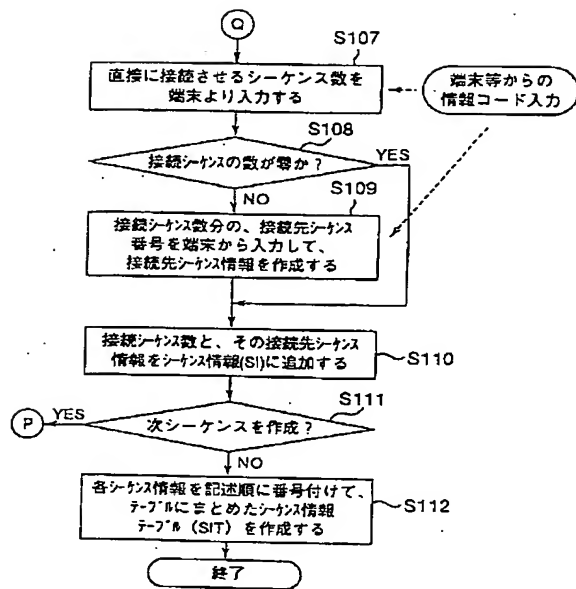 Q
S107
直接に接続させるシーケンス数を
端末より入力する
端末等からの
情報コード入力
S108
接続シーケンスの数が零か?
YES
NO
S109
接続シーケンス数分の、接続先シーケンス
番号を端末から入力して、
接続先シーケンス情報を作成する
接続シーケンス数と、その接続先シーケンス
情報をシーケンス情報(SI)に追加する
S110
S111
P
YES
次シーケンスを作成?
NO
各シーケンス情報を記述順に番号付けて、
テーブルにまとめたシーケンス情報
テーブル(SIT)を作成する
S112
終了